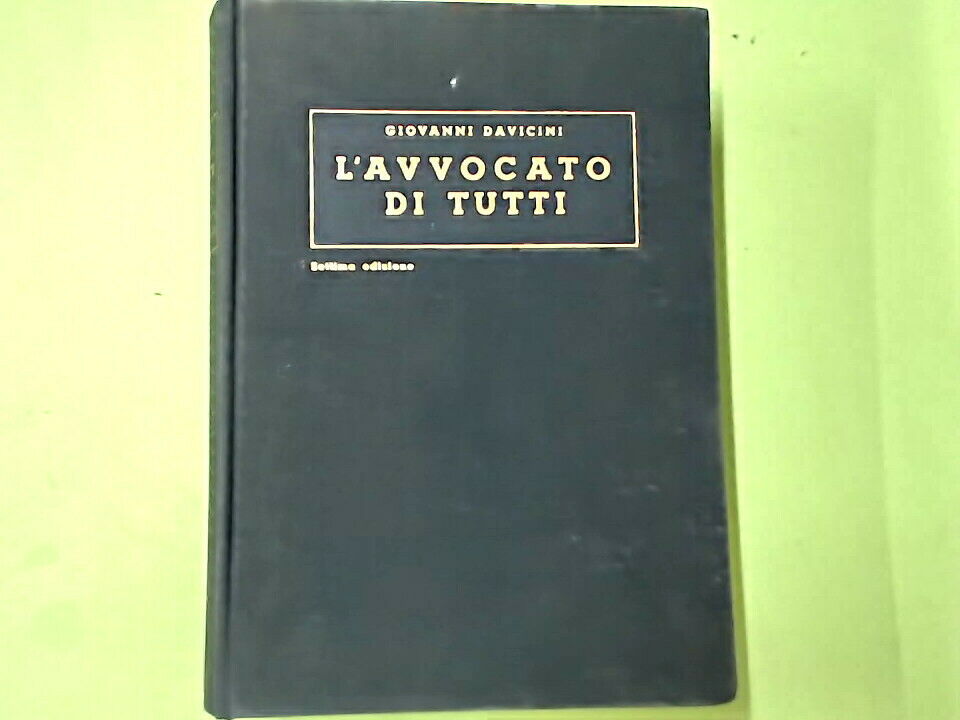 GIOVANNI DAVICINI
L'AVVOCATO
DI TUTTI
Settima edizione